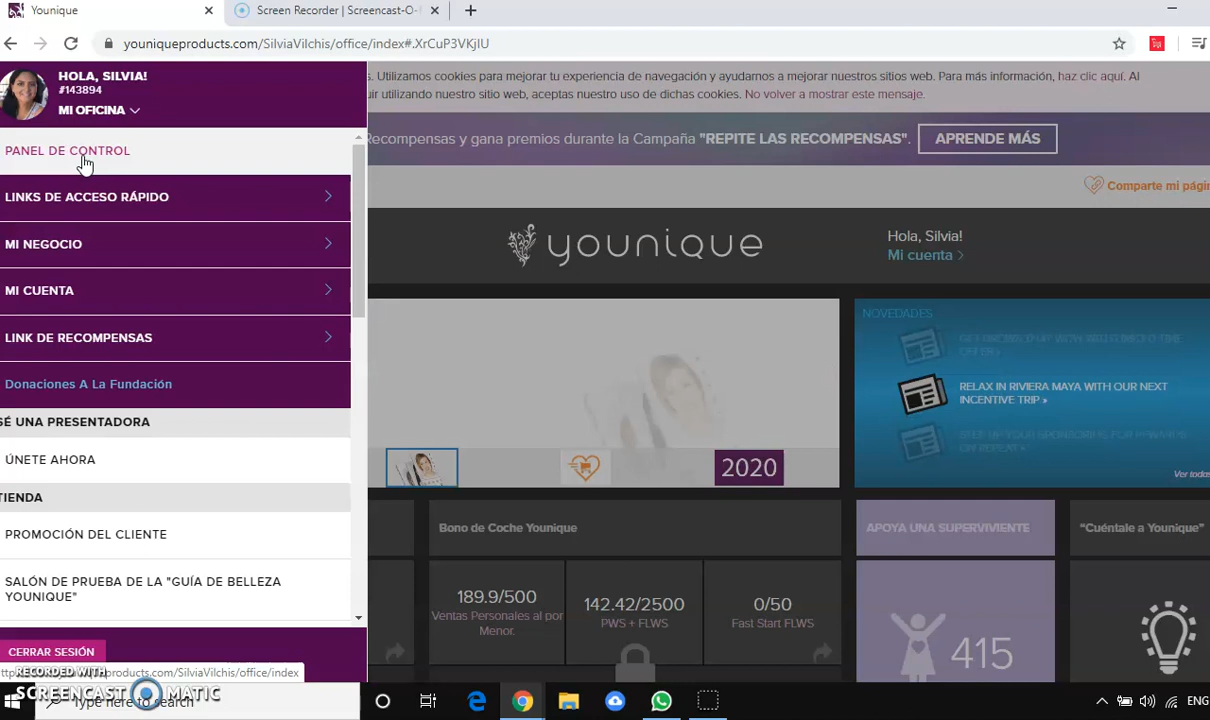 Younique
Screen Recorder | Screencast-O-
youniqueproducts.com/SilviaVilchis/office/index#.XrCuP3VKjIU
HOLA, SILVIA!
#143894
MI OFICINA
PANEL DE CONTROL
LINKS DE ACCESO RÁPIDO
MI NEGOCIO
MI CUENTA
LINK DE RECOMPENSAS
Donaciones A La Fundación
SÉ UNA PRESENTADORA
ÚNETE AHORA
TIENDA
PROMOCIÓN DEL CLIENTE
SALÓN DE PRUEBA DE LA "GUÍA DE BELLEZA
YOUNIQUE"
CERRAR SESIÓN
s. Utilizamos cookies para mejorar tu experiencia de navegación y ayudarnos a mejorar nuestros sitios web. Para más información, haz clic aquí. Al
uir utilizando nuestro sitio web, aceptas nuestro uso de dichas cookies. No volver a mostrar este mensaje.
Recompensas y gana premios durante la Campaña "REPITE LAS RECOMPENSAS".
APRENDE MÁS
Comparte mi págin
younique
Hola, Silvia!
Mi cuenta
NOVEDADES
RELAX IN RIVIERA MAYA WITH OUR NEXT
INCENTIVE TRIP »
Ver todas
2020
Bono de Coche Younique
189.9/500
Ventas Personales al por
Menor.
142.42/2500
PWS + FLWS
0/50
Fast Start FLWS
APOYA UNA SUPERVIVIENTE
415
"Cuéntale a Younique"
products.com/SilviaVilchis/office/index
RECORDED WITH
SCREENCAST MATIC
Type here to search
ENG